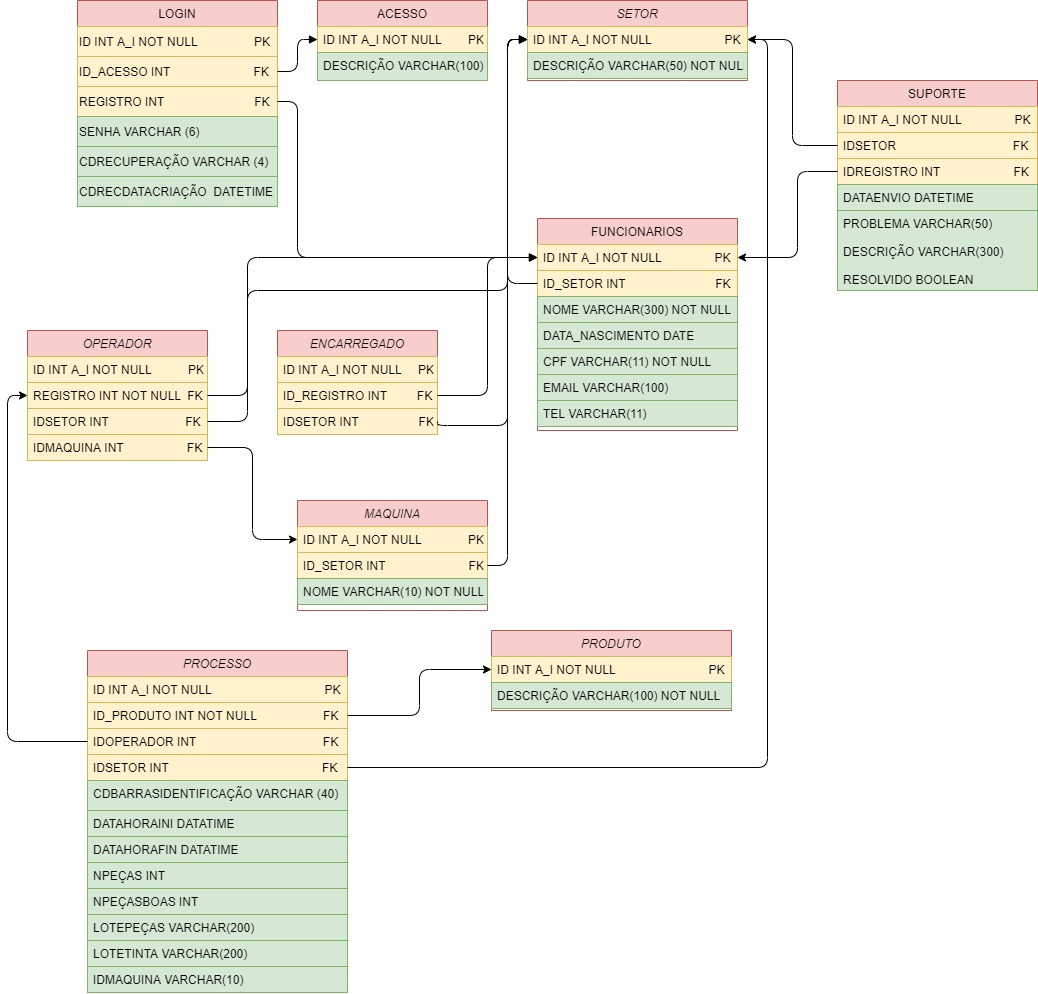 LOGIN
ID INT A_I NOT NULL PK
ID_ACESSO INT FK
REGISTRO INT FK
SENHA VARCHAR (6)
CDRECUPERAÇÃO VARCHAR (4)
CDRECDATACRIAÇÃO DATETIME
ACESSO
ID INT A_I NOT NULL PK
DESCRIÇÃO VARCHAR(100)
SETOR
ID INT A_I NOT NULL PK
DESCRIÇÃO VARCHAR(50) NOT NUL
SUPORTE
ID INT A_I NOT NULL PK
IDSETOR FK
IDREGISTRO INT FK
DATAENVIO DATETIME
PROBLEMA VARCHAR(50)
DESCRIÇÃO VARCHAR(300)
RESOLVIDO BOOLEAN
FUNCIONARIOS
ID INT A_I NOT NULL PK
ID_SETOR INT FK
NOME VARCHAR(300) NOT NULL
DATA_NASCIMENTO DATE
CPF VARCHAR(11) NOT NULL
EMAIL VARCHAR(100)
TEL VARCHAR(11)
OPERADOR
ID INT A_I NOT NULL PK
REGISTRO INT NOT NULL FK
IDSETOR INT FK
IDMAQUINA INT FK
ENCARREGADO
ID INT A_I NOT NULL PK
ID_REGISTRO INT FK
IDSETOR INT FK
MAQUINA
ID INT A_I NOT NULL PK
ID_SETOR INT FK
NOME VARCHAR(10) NOT NULL
PRODUTO
ID INT A_I NOT NULL PK
DESCRIÇÃO VARCHAR(100) NOT NULL
PROCESSO
ID INT A_I NOT NULL PK
ID_PRODUTO INT NOT NULL FK
IDOPERADOR INT FK
IDSETOR INT FK
CDBARRASIDENTIFICAÇÃO VARCHAR (40)
DATAHORAINI DATATIME
DATAHORAFIN DATATIME
NPEÇAS INT
NPEÇASBOAS INT
LOTEPEÇAS VARCHAR(200)
LOTETINTA VARCHAR(200)
IDMAQUINA VARCHAR(10)